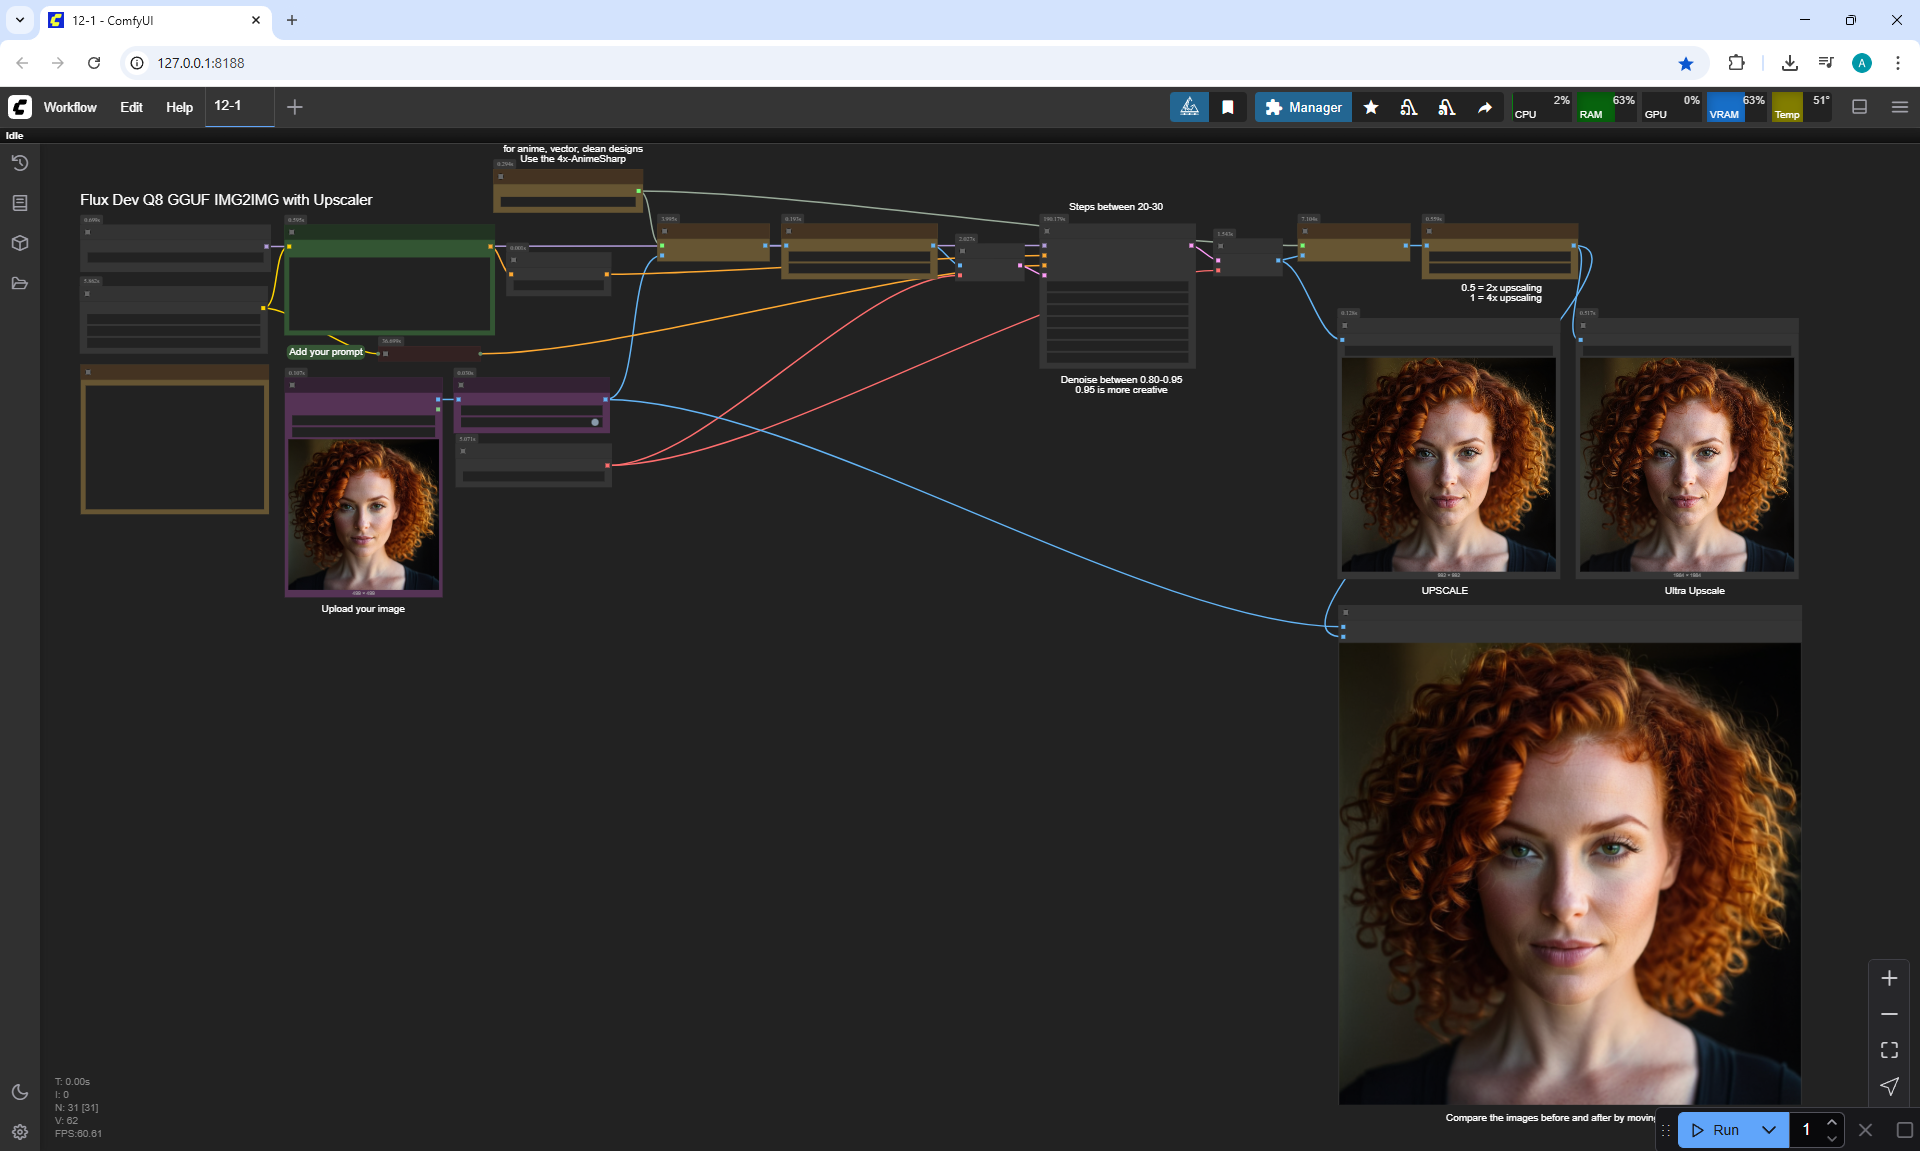 12-1 - ComfyUI
127.0.0.1:8188
A
Workflow
Edit
Help
12-1
Manager
CPU
2%
RAM
63%
GPU
0%
VRAM
63%
Temp
51°
Idle
for anime, vector, clean designs
Use the 4x-AnimeSharp
Flux Dev Q8 GGUF IMG2IMG with Upscaler
Steps between 20-30
0.5 = 2x upscaling
1 = 4x upscaling
Add your prompt
Denoise between 0.80-0.95
0.95 is more creative
Upload your image
UPSCALE
Ultra Upscale
T: 0.00s
I: 0
N: 31 [31]
V: 62
FPS:60.61
Compare the images before and after by moving
Run
1